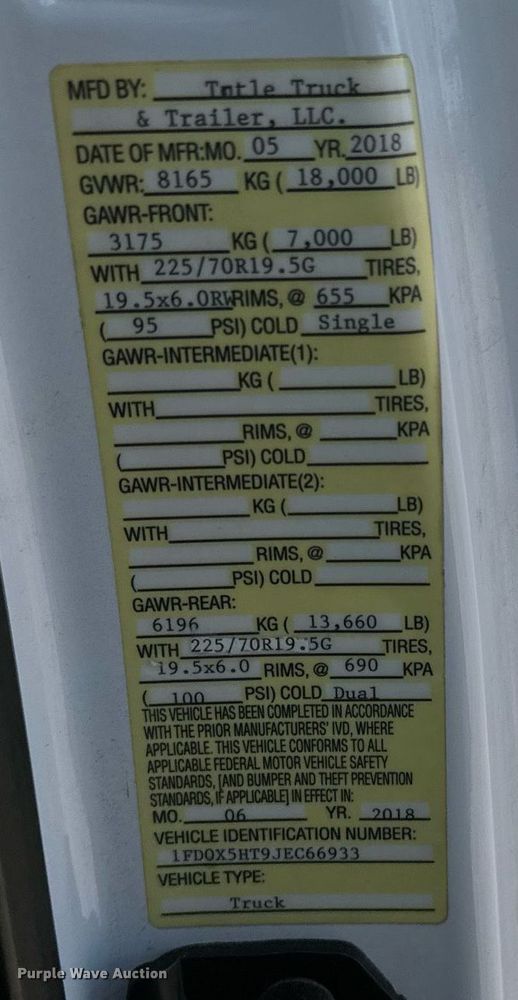 MFD BY: Tntle Truck
& Trailer, LLC.
DATE OF MFR:MO. 05 YR. 2018
GVWR: 8165 KG ( 18,000 LB)
GAWR-FRONT:
3175 KG ( 7,000 LB)
WITH 225/70R19.5G TIRES,
19.5x6.0RW RIMS, @ 655 KPA
( 95 PSI) COLD Single
GAWR-INTERMEDIATE(1):
KG ( LB)
WITH TIRES,
RIMS, @ KPA
( PSI) COLD
GAWR-INTERMEDIATE(2):
KG ( LB)
WITH TIRES,
RIMS, @ KPA
( PSI) COLD
GAWR-REAR:
6196 KG ( 13,660 LB)
WITH 225/70R19.5G TIRES,
19.5x6.0 RIMS, @ 690 KPA
( 100 PSI) COLD Dual
THIS VEHICLE HAS BEEN COMPLETED IN ACCORDANCE
WITH THE PRIOR MANUFACTURERS' IVD, WHERE
APPLICABLE. THIS VEHICLE CONFORMS TO ALL
APPLICABLE FEDERAL MOTOR VEHICLE SAFETY
STANDARDS, [AND BUMPER AND THEFT PREVENTION
STANDARDS, IF APPLICABLE] IN EFFECT IN:
MO. 06 YR. 2018
VEHICLE IDENTIFICATION NUMBER:
1FDOX5HT9JEC66933
VEHICLE TYPE:
Truck
Purple Wave Auction